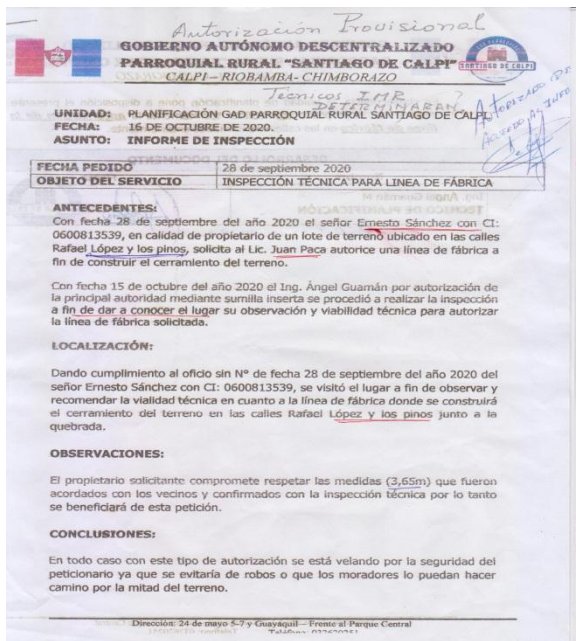 Autorización Provisional
GOBIERNO AUTÓNOMO DESCENTRALIZADO
PARROQUIAL RURAL "SANTIAGO DE CALPI"
SANTIAGO DE CALPI
CALPI – RIOBAMBA- CHIMBORAZO
Técnicos IMR ?
DETERMINARAN
AUTORIZADO DE
ACUERDO AL INFO
UNIDAD: PLANIFICACIÓN GAD PARROQUIAL RURAL SANTIAGO DE CALPI.
FECHA: 16 DE OCTUBRE DE 2020.
ASUNTO: INFORME DE INSPECCIÓN
FECHA PEDIDO 28 de septiembre 2020
OBJETO DEL SERVICIO INSPECCIÓN TÉCNICA PARA LINEA DE FÁBRICA
ANTECEDENTES:
Con fecha 28 de septiembre del año 2020 el señor Ernesto Sánchez con CI:
0600813539, en calidad de propietario de un lote de terreno ubicado en las calles
Rafael López y los pinos, solicita al Lic. Juan Paca autorice una línea de fábrica a
fin de construir el cerramiento del terreno.
Con fecha 15 de octubre del año 2020 el Ing. Ángel Guamán por autorización de
la principal autoridad mediante sumilla inserta se procedió a realizar la inspección
a fin de dar a conocer el lugar su observación y viabilidad técnica para autorizar
la línea de fábrica solicitada.
LOCALIZACIÓN:
Dando cumplimiento al oficio sin N° de fecha 28 de septiembre del año 2020 del
señor Ernesto Sánchez con CI: 0600813539, se visitó el lugar a fin de observar y
recomendar la vialidad técnica en cuanto a la línea de fábrica donde se construirá
el cerramiento del terreno en las calles Rafael López y los pinos junto a la
quebrada.
OBSERVACIONES:
El propietario solicitante compromete respetar las medidas (3,65m) que fueron
acordados con los vecinos y confirmados con la inspección técnica por lo tanto
se beneficiará de esta petición.
CONCLUSIONES:
En todo caso con este tipo de autorización se está velando por la seguridad del
peticionario ya que se evitaría de robos o que los moradores lo puedan hacer
camino por la mitad del terreno.
Dirección: 24 de mayo 5-7 y Guayaquil – Frente al Parque Central